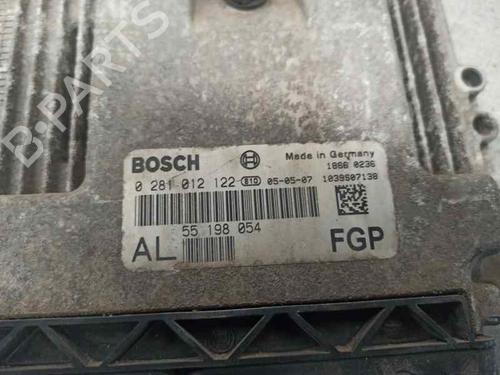 B-PARTS
BOSCH Made in Germany
1866 0236
0 281 012 122 810 05-05-07 1039S07138
55 198 054
AL FGP